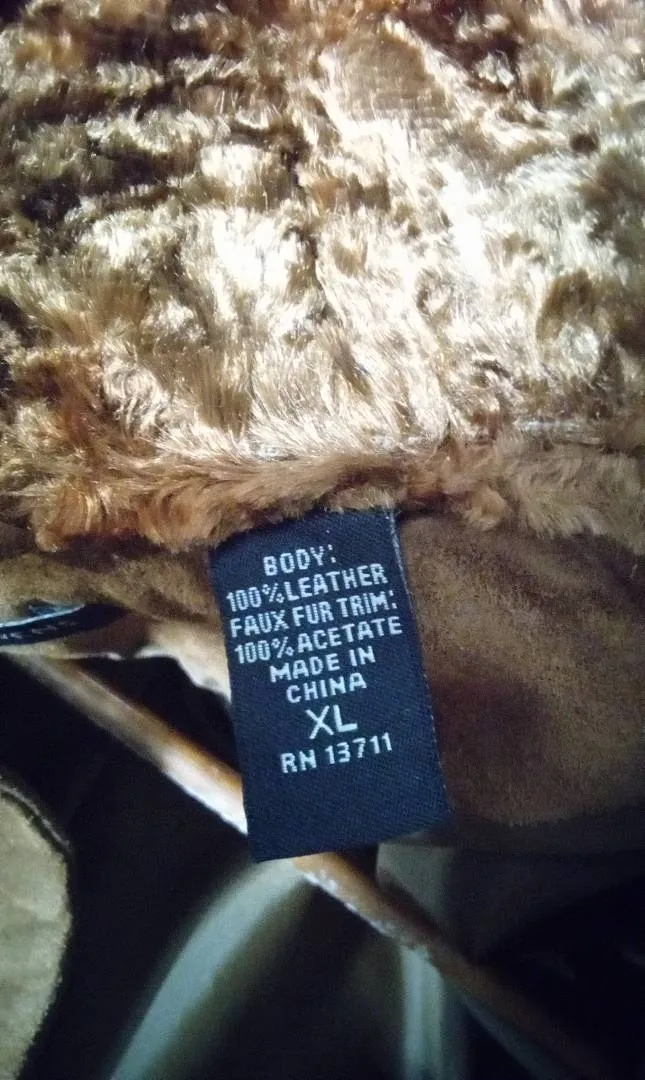 BODY:
100% LEATHER
FAUX FUR TRIM:
100% ACETATE
MADE IN
CHINA
XL
RN 13711